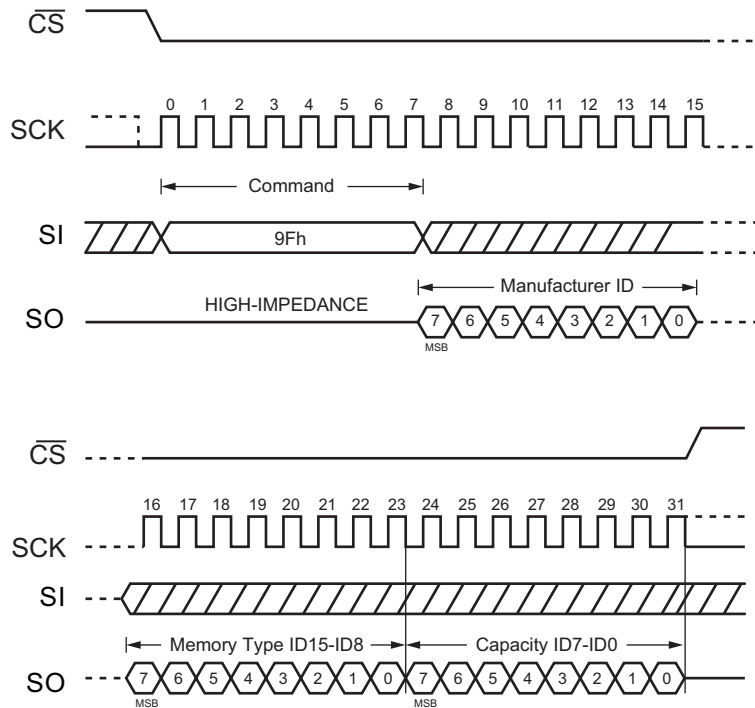 CS
0 1 2 3 4 5 6 7 8 9 10 11 12 13 14 15
SCK
Command
SI
9Fh
Manufacturer ID
HIGH-IMPEDANCE
SO
7 6 5 4 3 2 1 0
MSB
CS
16 17 18 19 20 21 22 23 24 25 26 27 28 29 30 31
SCK
SI
Memory Type ID15-ID8 Capacity ID7-ID0
SO
7 6 5 4 3 2 1 0 7 6 5 4 3 2 1 0
MSB MSB